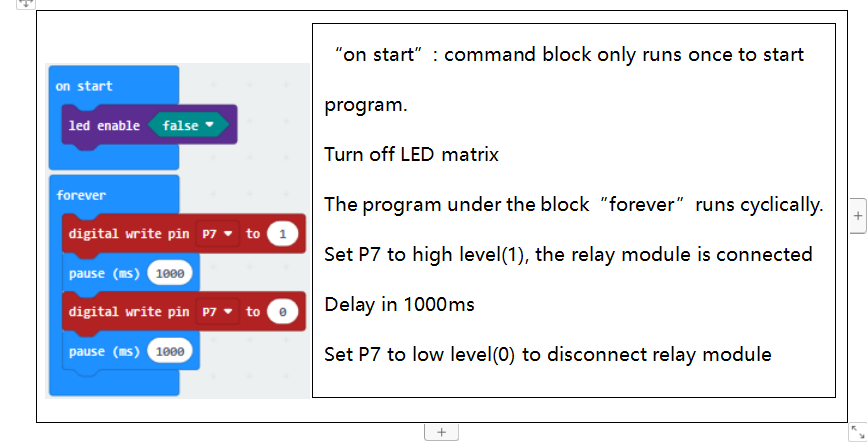 on start
led enable false
forever
digital write pin P7 to 1
pause (ms) 1000
digital write pin P7 to 0
pause (ms) 1000
“on start”: command block only runs once to start
program.
Turn off LED matrix
The program under the block “forever” runs cyclically.
Set P7 to high level(1), the relay module is connected
Delay in 1000ms
Set P7 to low level(0) to disconnect relay module